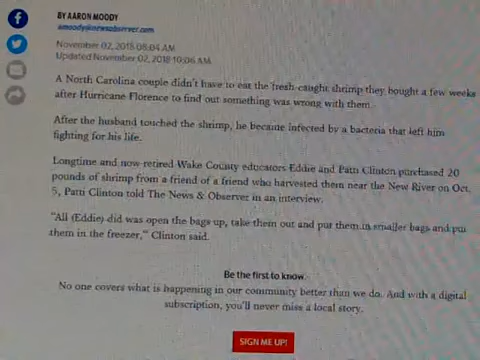 BY AARON MOODY
amoody@newsobserver.com
November 02, 2018 08:04 AM
Updated November 02, 2018 10:06 AM
A North Carolina couple didn't have to eat the fresh-caught shrimp they bought a few weeks
after Hurricane Florence to find out something was wrong with them.
After the husband touched the shrimp, he became infected by a bacteria that left him
fighting for his life.
Longtime and now-retired Wake County educators Eddie and Patti Clinton purchased 20
pounds of shrimp from a friend of a friend who harvested them near the New River on Oct.
5, Patti Clinton told The News & Observer in an interview.
"All (Eddie) did was open the bags up, take them out and put them in smaller bags and put
them in the freezer," Clinton said.
Be the first to know.
No one covers what is happening in our community better than we do. And with a digital
subscription, you'll never miss a local story.
SIGN ME UP!